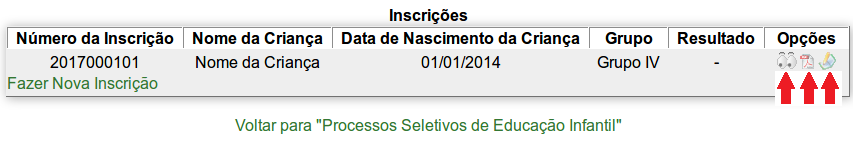 Inscrições
Número da Inscrição Nome da Criança Data de Nascimento da Criança Grupo Resultado Opções
2017000101 Nome da Criança 01/01/2014 Grupo IV -
Fazer Nova Inscrição
Voltar para "Processos Seletivos de Educação Infantil"